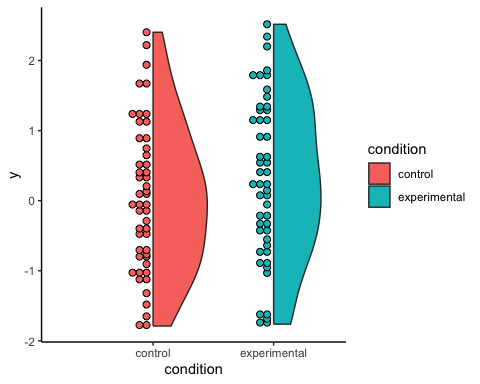 2
1
0
-1
-2
y
control
experimental
condition
condition
control
experimental